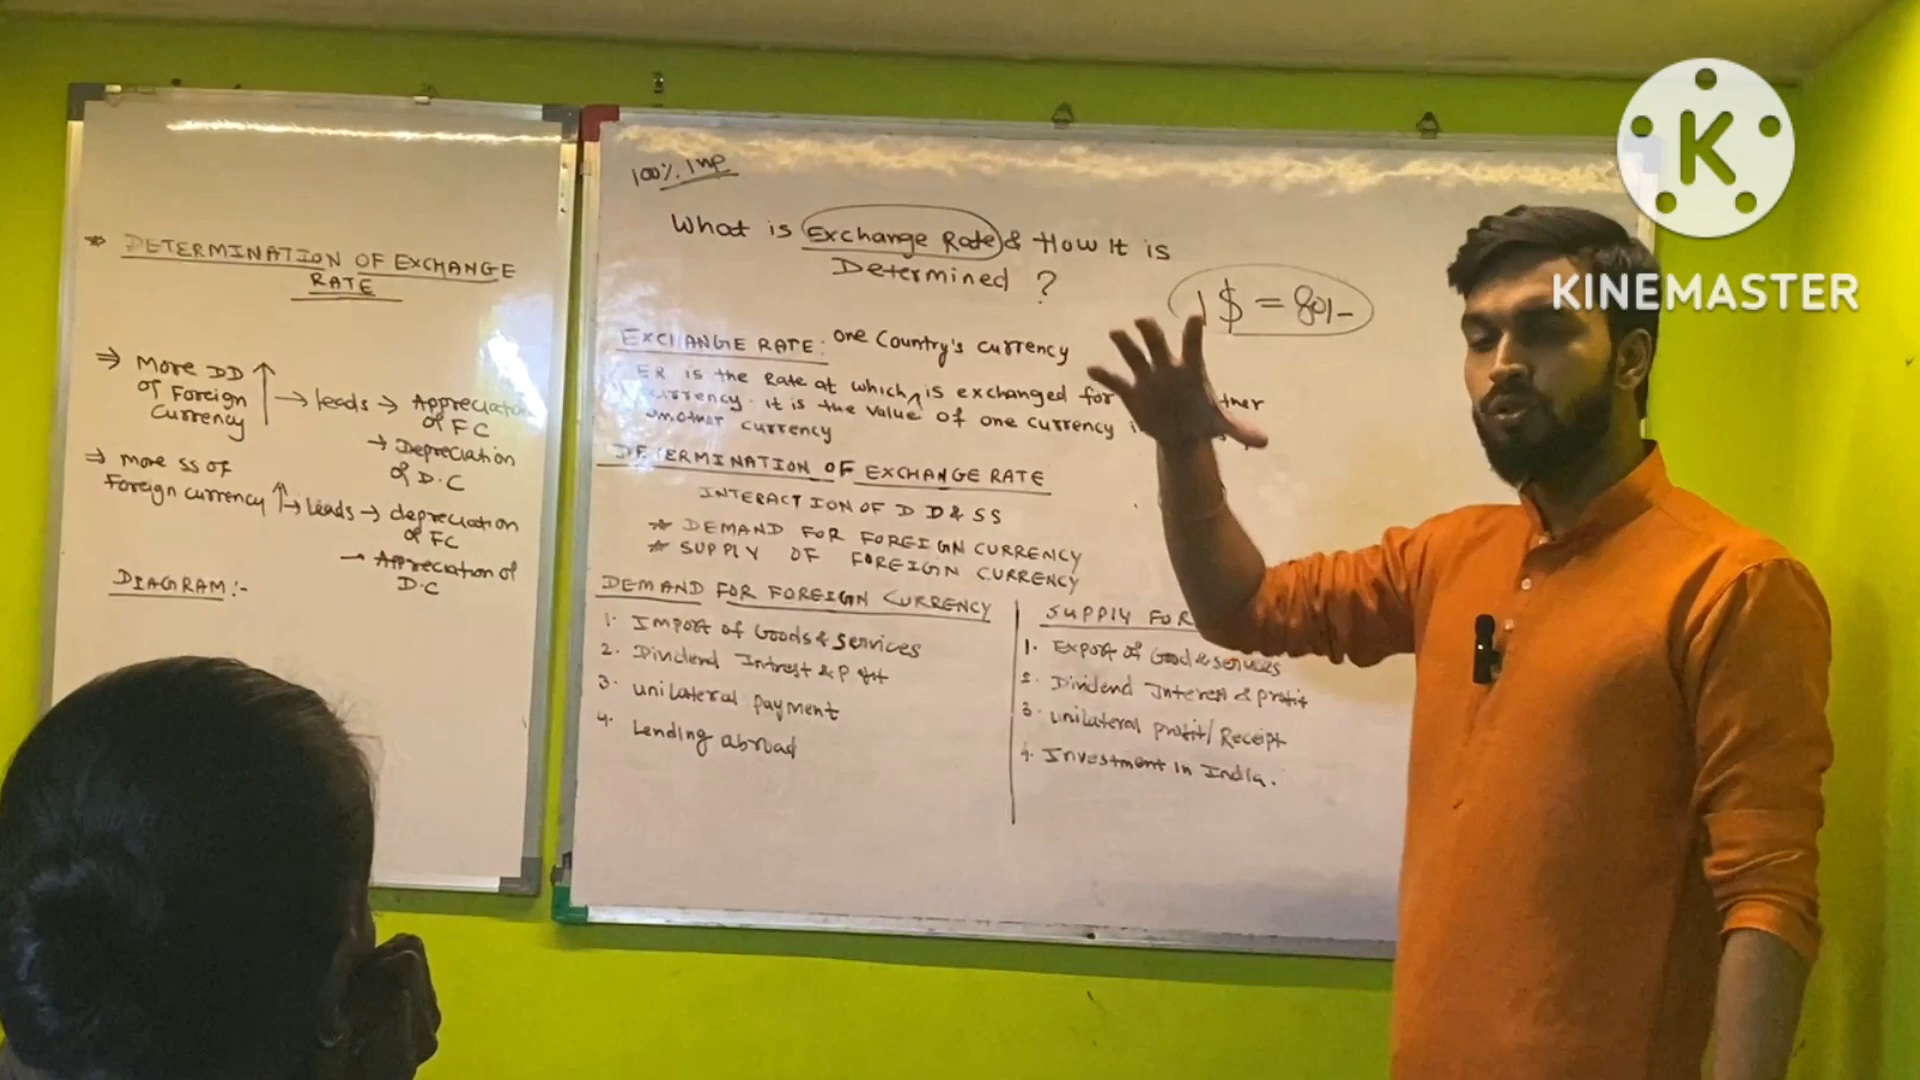 * DETERMINATION OF EXCHANGE
RATE
⇒ More DD ↑
of Foreign → leads → Appreciation
Currency of FC
→ Depreciation
of D.C
⇒ More SS of
Foreign currency ↑ → leads → depreciation
of FC
→ Appreciation of
D.C
DIAGRAM:-
100% Imp
What is Exchange Rate & How It is
Determined ?
1 $ = 80/-
EXCHANGE RATE: one Country's currency
ER is the Rate at which ^ is exchanged for
currency. it is the value of one currency
another currency
DETERMINATION OF EXCHANGE RATE
INTERACTION OF DD & SS
* DEMAND FOR FOREIGN CURRENCY
* SUPPLY OF FOREIGN CURRENCY
DEMAND FOR FOREIGN CURRENCY
1. Import of Goods & Services
2. Dividend Intrest &
3. Unilateral payment
4. Lending abroad
SUPPLY FOR
1. Export of Good & services
2. Dividend Interest & profit
3. Unilateral profit/Receipt
4. Investment in India.
K
KINEMASTER